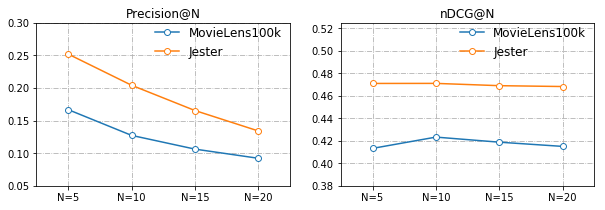 Precision@N
0.30
0.25
0.20
0.15
0.10
0.05
N=5 N=10 N=15 N=20
MovieLens100k
Jester
nDCG@N
0.52
0.50
0.48
0.46
0.44
0.42
0.40
0.38
N=5 N=10 N=15 N=20
MovieLens100k
Jester